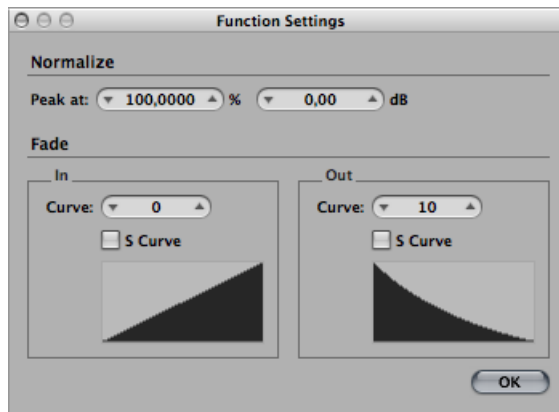 Function Settings
Normalize
Peak at: 100,0000 % 0,00 dB
Fade
In
Curve: 0
S Curve
Out
Curve: 10
S Curve
OK